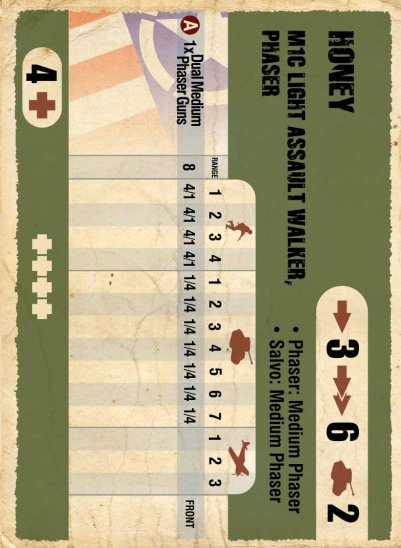 HONEY
M1C LIGHT ASSAULT WALKER,
PHASER
3 6 2
• Phaser: Medium Phaser
• Salvo: Medium Phaser
RANGE 1 2 3 4 1 2 3 4 5 6 7 1 2 3
A 1x Dual Medium
Phaser Guns
8 4/1 4/1 4/1 4/1 1/4 1/4 1/4 1/4 1/4 1/4 1/4 FRONT
4